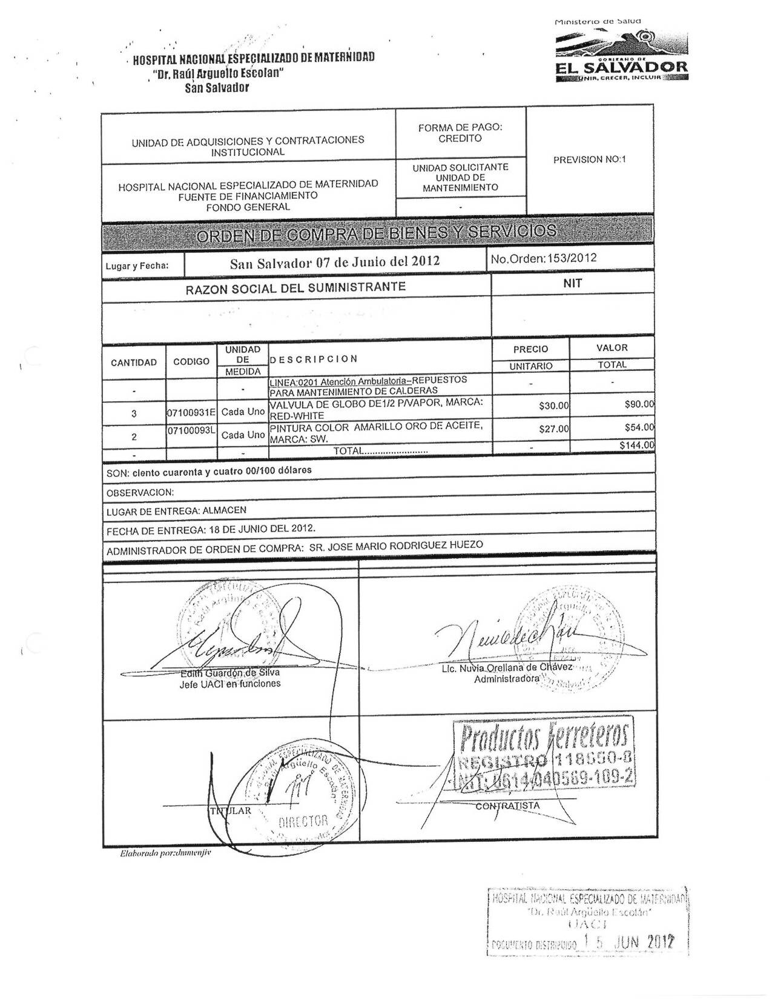 Ministerio de Salud
GOBIERNO DE
EL SALVADOR
UNIR, CRECER, INCLUIR
HOSPITAL NACIONAL ESPECIALIZADO DE MATERNIDAD
"Dr. Raúl Arguello Escolan"
San Salvador
UNIDAD DE ADQUISICIONES Y CONTRATACIONES
INSTITUCIONAL
FORMA DE PAGO:
CREDITO
PREVISION NO:1
HOSPITAL NACIONAL ESPECIALIZADO DE MATERNIDAD
FUENTE DE FINANCIAMIENTO
FONDO GENERAL
UNIDAD SOLICITANTE
UNIDAD DE
MANTENIMIENTO
-
ORDEN DE COMPRA DE BIENES Y SERVICIOS
Lugar y Fecha: San Salvador 07 de Junio del 2012 No.Orden:153/2012
RAZON SOCIAL DEL SUMINISTRANTE NIT
CANTIDAD CODIGO UNIDAD DE MEDIDA DESCRIPCION PRECIO UNITARIO VALOR TOTAL
- - LINEA:0201 Atención Ambulatoria--REPUESTOS - -
PARA MANTENIMIENTO DE CALDERAS
3 07100931E Cada Uno VALVULA DE GLOBO DE1/2 P/VAPOR, MARCA: $30.00 $90.00
RED-WHITE
2 07100093L Cada Uno PINTURA COLOR AMARILLO ORO DE ACEITE, $27.00 $54.00
MARCA: SW.
- - TOTAL........................ - $144.00
SON: ciento cuarenta y cuatro 00/100 dólares
OBSERVACION:
LUGAR DE ENTREGA: ALMACEN
FECHA DE ENTREGA: 18 DE JUNIO DEL 2012.
ADMINISTRADOR DE ORDEN DE COMPRA: SR. JOSE MARIO RODRIGUEZ HUEZO
Edith Guardón de Silva
Jefe UACI en funciones
Lic. Nuvia Orellana de Chávez
Administradora
Productos Ferreteros
REGISTRO 118650-8
NIT: 0614-040569-109-2
TITULAR
DIRECTOR
CONTRATISTA
Elaborado por:dmmenjiv
HOSPITAL NACIONAL ESPECIALIZADO DE MATERNIDAD
"Dr. Raúl Argüello Escolán"
UACI
DOCUMENTO DISTRIBUIDO 15 JUN 2012